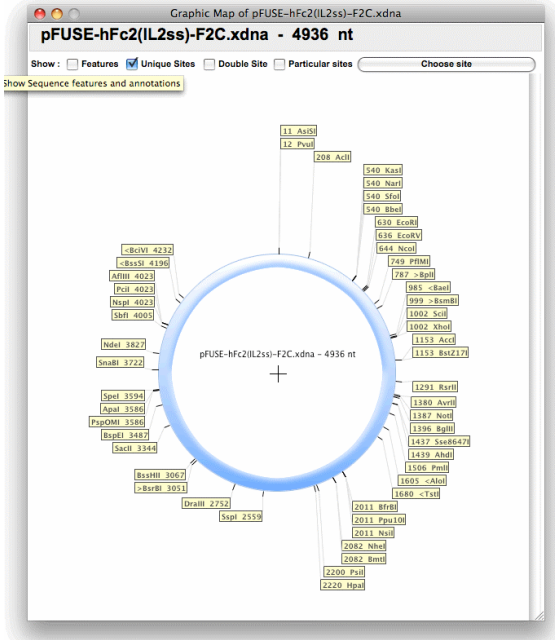 Graphic Map of pFUSE-hFc2(IL2ss)-F2C.xdna
pFUSE-hFc2(IL2ss)-F2C.xdna - 4936 nt
Show : Features Unique Sites Double Site Particular sites Choose site
Show Sequence features and annotations
11 AsiSI
12 PvuI
208 AclI
540 KasI
540 NarI
540 SfoI
540 BbeI
630 EcoRI
636 EcoRV
644 NcoI
749 PflMI
787 >BplI
985 <BaeI
999 >BsmBI
1002 SciI
1002 XhoI
1153 AccI
1153 BstZ17I
1291 RsrII
1380 AvrII
1387 NotI
1396 BglII
1437 Sse8647I
1439 AhdI
1506 PmlI
1605 <AloI
1680 <TstI
2011 BfrBI
2011 Ppu10I
2011 NsiI
2082 NheI
2082 BmtI
2200 PsiI
2220 HpaI
SspI 2559
DraIII 2752
>BsrBI 3051
BssHII 3067
SacII 3344
BspEI 3487
PspOMI 3586
ApaI 3586
SpeI 3594
SnaBI 3722
NdeI 3827
SbfI 4005
NspI 4023
PciI 4023
AflIII 4023
<BssSI 4196
<BciVI 4232
pFUSE-hFc2(IL2ss)-F2C.xdna - 4936 nt